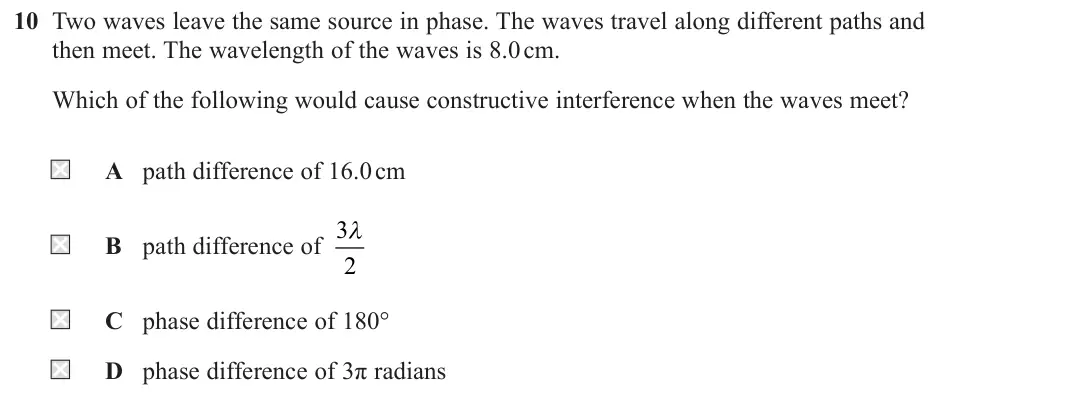 10 Two waves leave the same source in phase. The waves travel along different paths and
then meet. The wavelength of the waves is 8.0 cm.
Which of the following would cause constructive interference when the waves meet?
A path difference of 16.0 cm
B path difference of 3λ/2
C phase difference of 180°
D phase difference of 3π radians